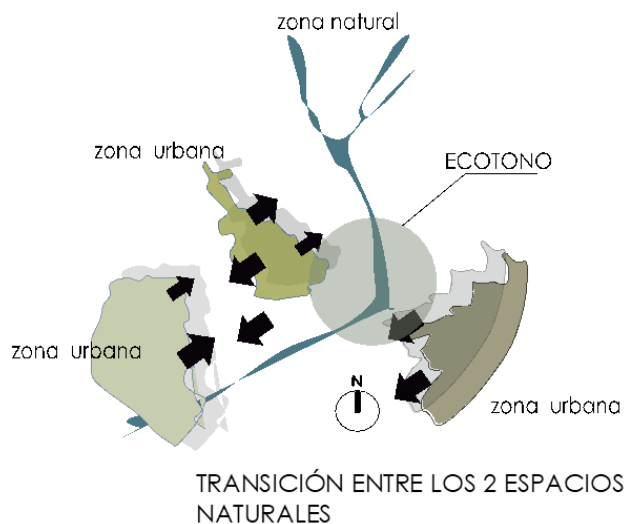 zona natural
zona urbana
ECOTONO
zona urbana
N
zona urbana
TRANSICIÓN ENTRE LOS 2 ESPACIOS
NATURALES